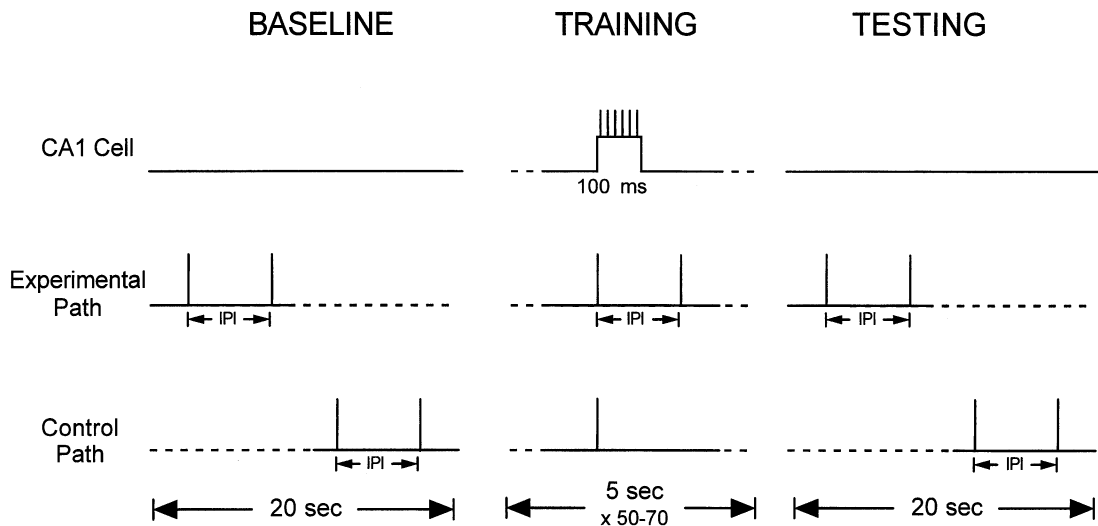 BASELINE TRAINING TESTING
CA1 Cell
100 ms
Experimental
Path
IPI IPI IPI
Control
Path
IPI IPI
20 sec 5 sec 20 sec
x 50-70